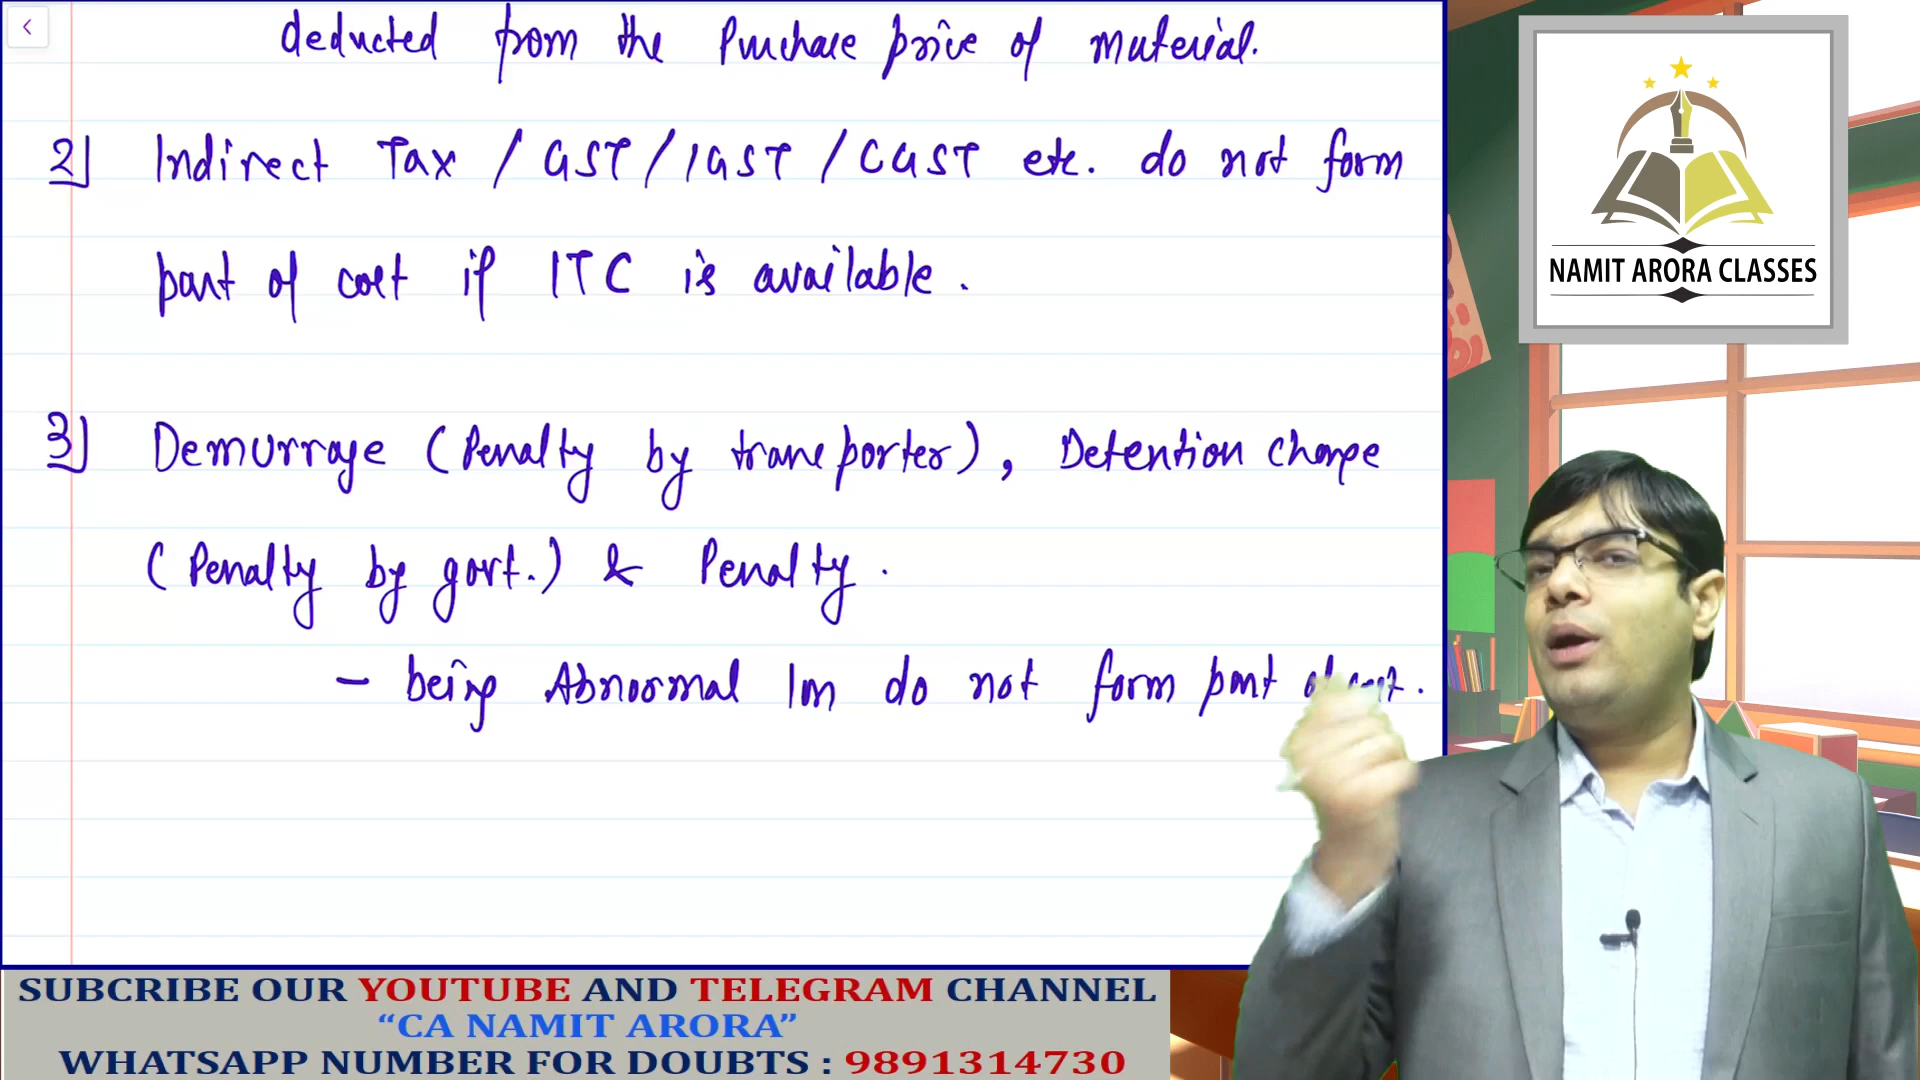 deducted from the Purchase price of material.
2] Indirect Tax / GST / IGST / CGST etc. do not form
part of cost if ITC is available.
3] Demurrage (Penalty by transporter), Detention charge
(Penalty by govt.) & Penalty.
- being Abnormal loss do not form part of cost.
NAMIT ARORA CLASSES
SUBCRIBE OUR YOUTUBE AND TELEGRAM CHANNEL
“CA NAMIT ARORA”
WHATSAPP NUMBER FOR DOUBTS : 9891314730